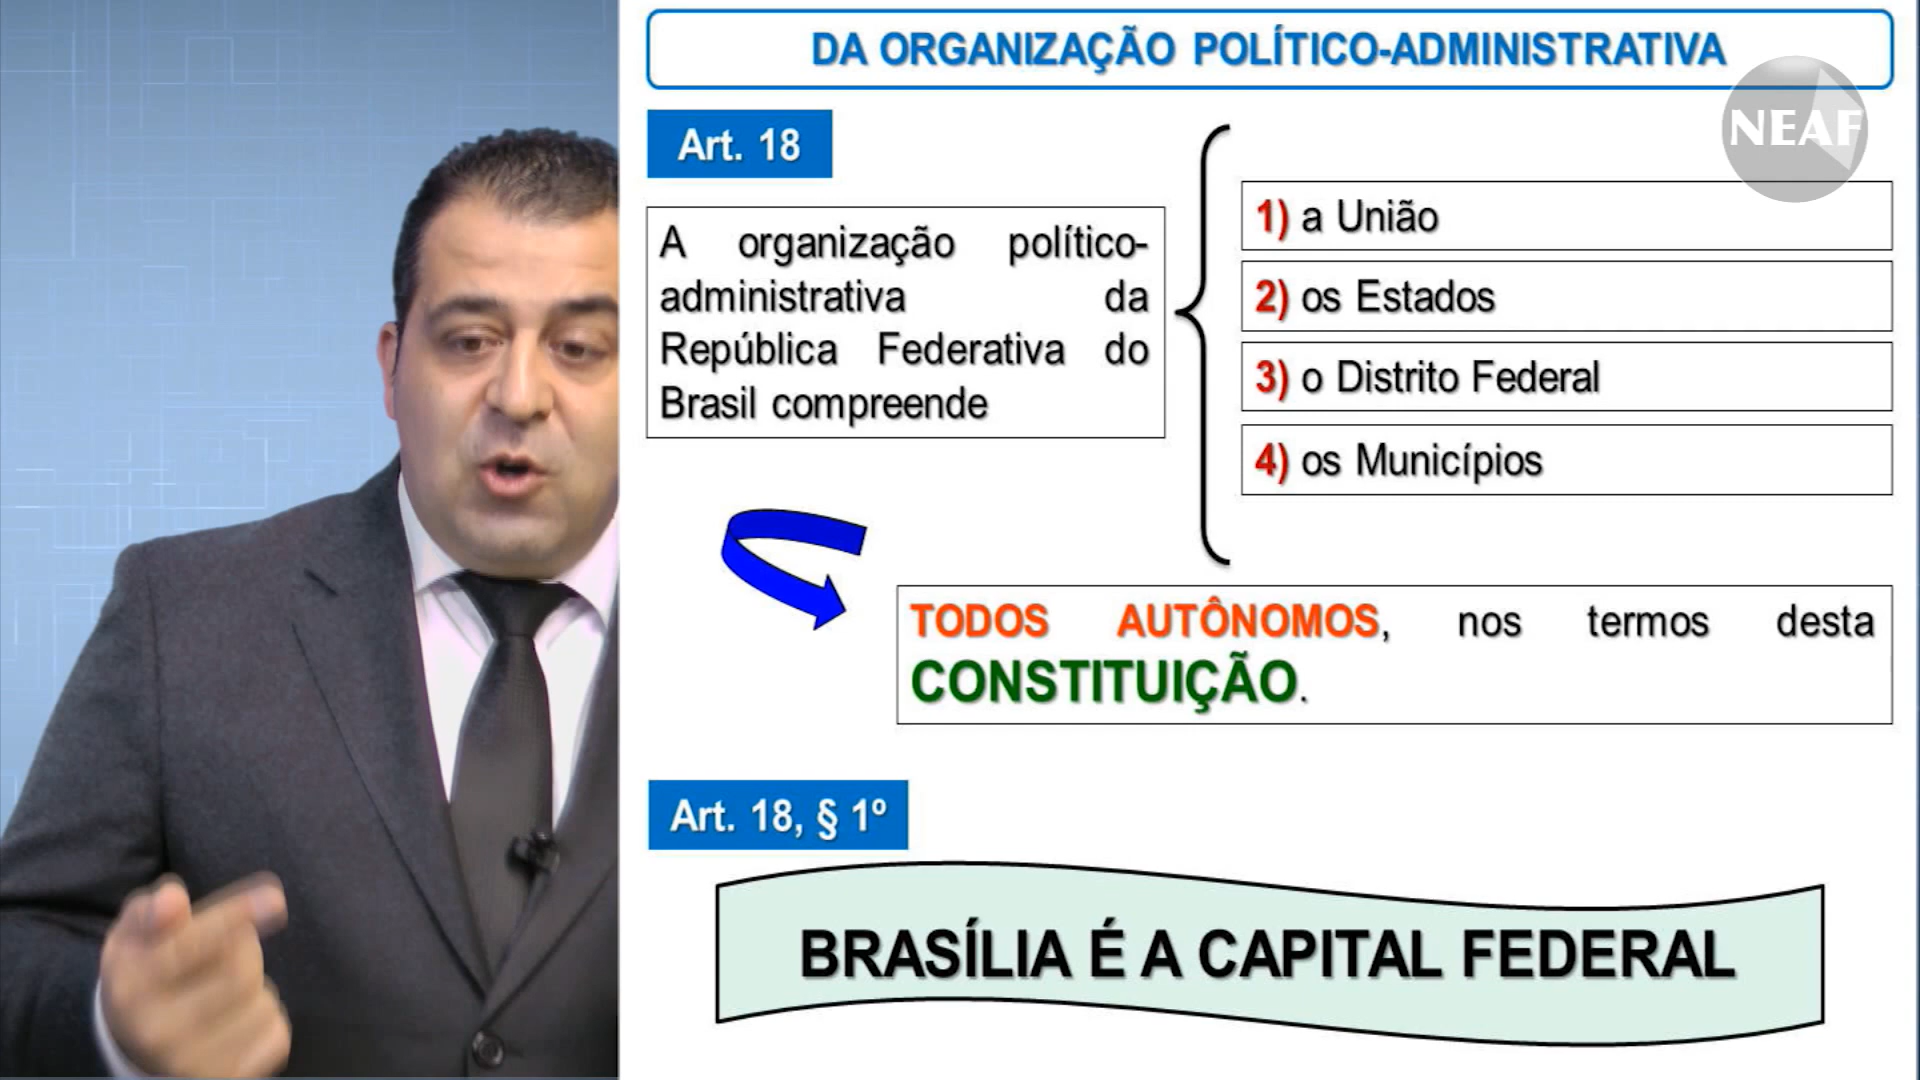 DA ORGANIZAÇÃO POLÍTICO-ADMINISTRATIVA
NEAF
Art. 18
A organização político-
administrativa da
República Federativa do
Brasil compreende
1) a União
2) os Estados
3) o Distrito Federal
4) os Municípios
TODOS AUTÔNOMOS, nos termos desta
CONSTITUIÇÃO.
Art. 18, § 1º
BRASÍLIA É A CAPITAL FEDERAL